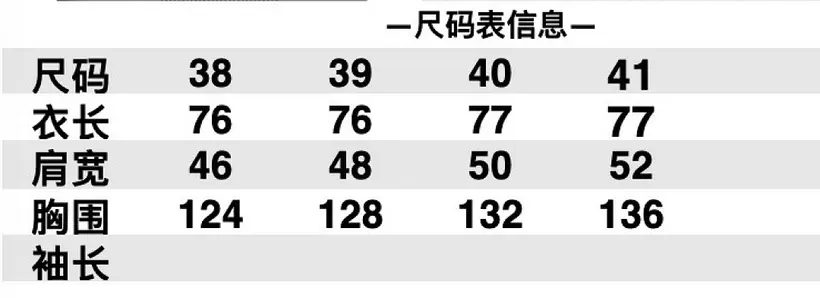 —尺码表信息—
尺码 38 39 40 41
衣长 76 76 77 77
肩宽 46 48 50 52
胸围 124 128 132 136
袖长